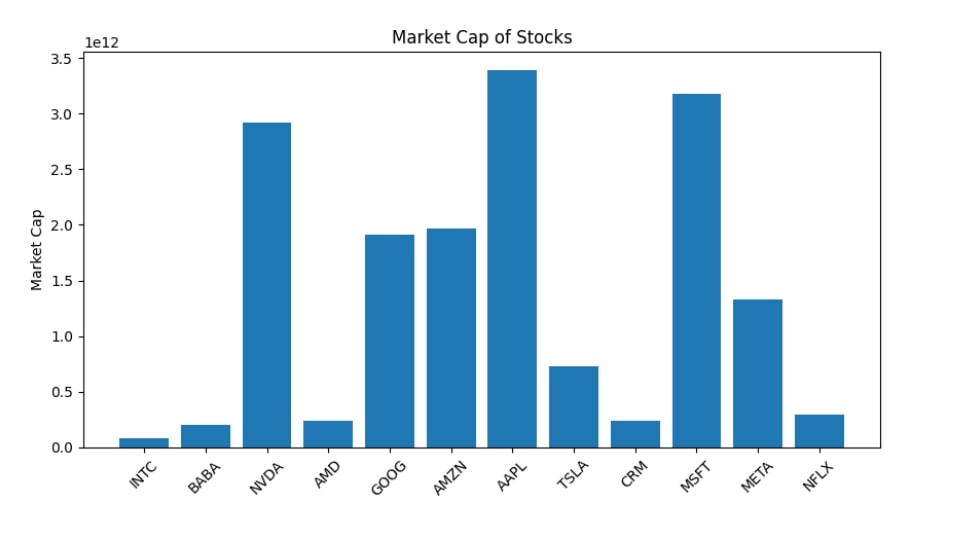 Market Cap of Stocks
1e12
3.5
3.0
2.5
2.0
1.5
1.0
0.5
0.0
Market Cap
INTC
BABA
NVDA
AMD
GOOG
AMZN
AAPL
TSLA
CRM
MSFT
META
NFLX